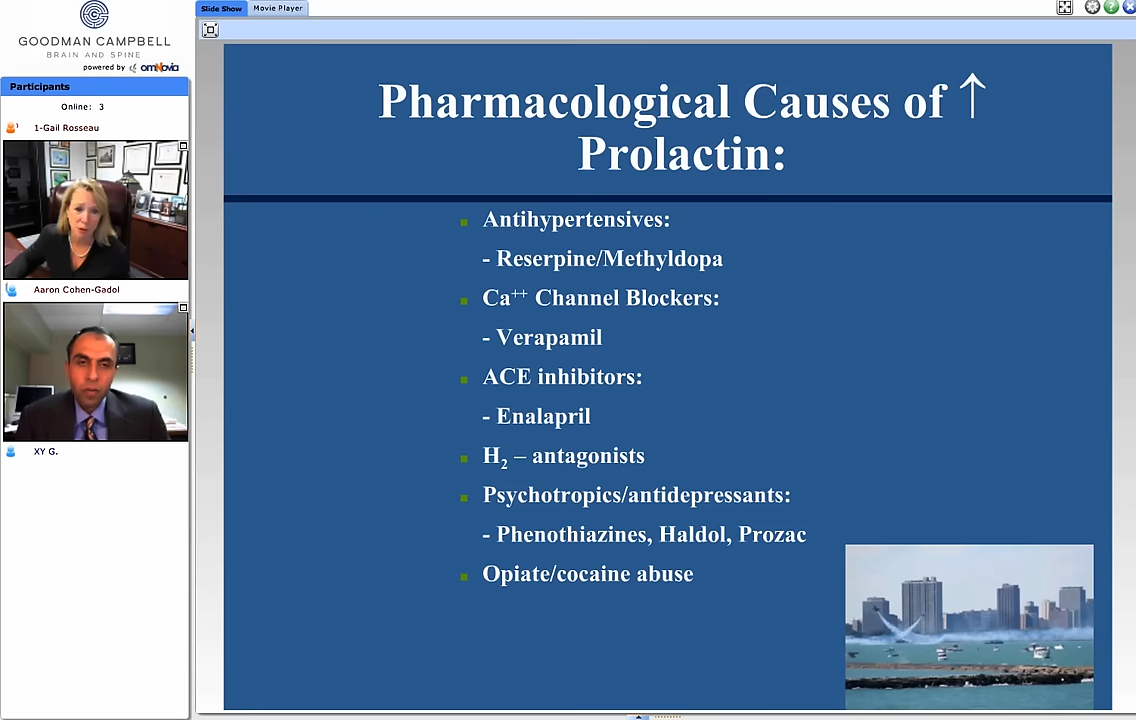 GOODMAN CAMPBELL
BRAIN AND SPINE
powered by omNovia
Participants
Online: 3
1-Gail Rosseau
Aaron Cohen-Gadol
XY G.
Slide Show
Movie Player
Pharmacological Causes of ↑
Prolactin:
Antihypertensives:
- Reserpine/Methyldopa
Ca++ Channel Blockers:
- Verapamil
ACE inhibitors:
- Enalapril
H2 – antagonists
Psychotropics/antidepressants:
- Phenothiazines, Haldol, Prozac
Opiate/cocaine abuse